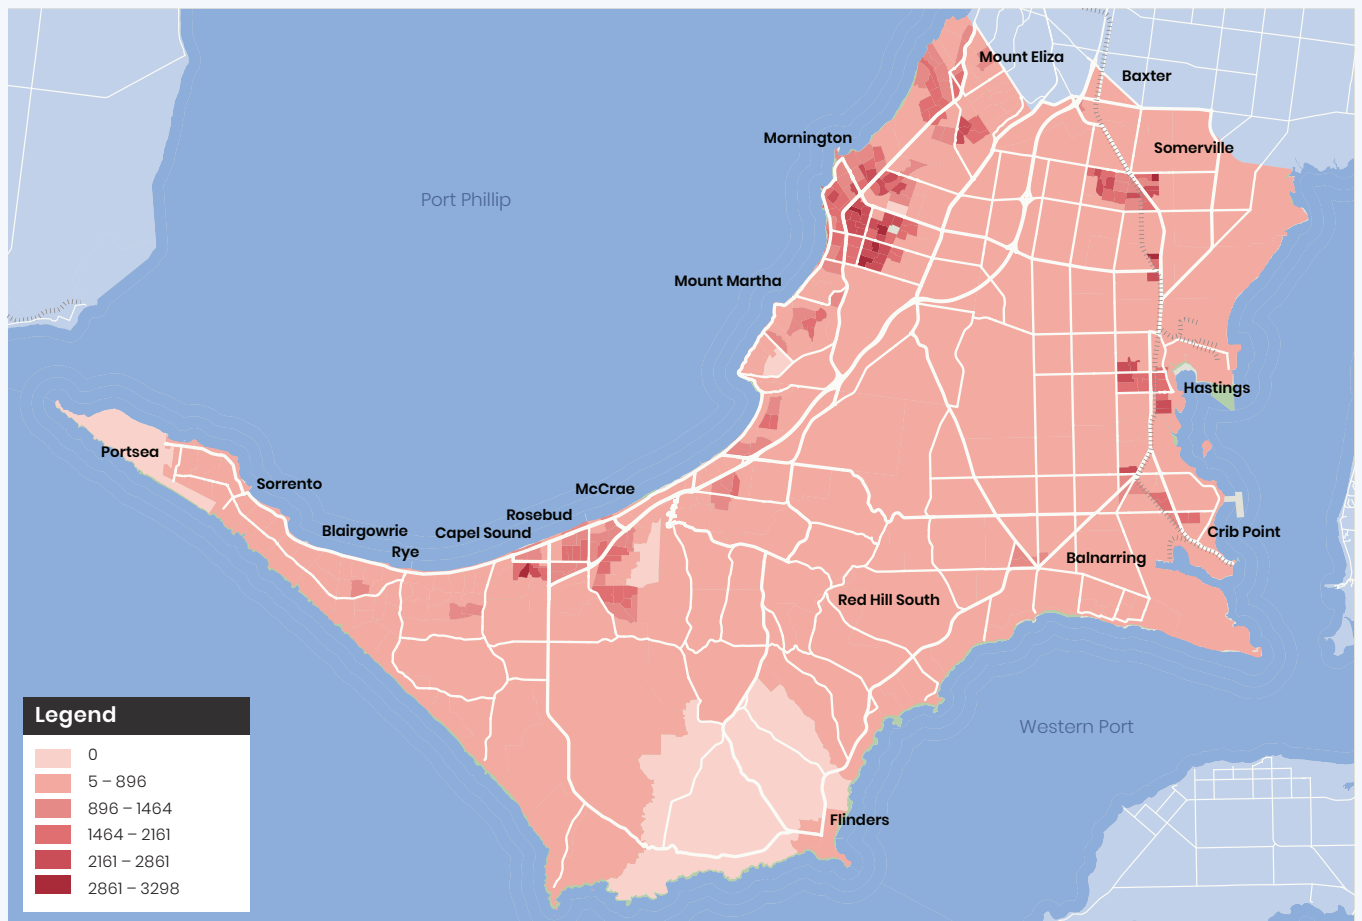 Mount Eliza
Baxter
Mornington
Somerville
Port Phillip
Mount Martha
Hastings
Portsea
Sorrento
McCrae
Rosebud
Blairgowrie
Capel Sound
Crib Point
Rye
Balnarring
Red Hill South
Western Port
Flinders
Legend
0
5 – 896
896 – 1464
1464 – 2161
2161 – 2861
2861 – 3298